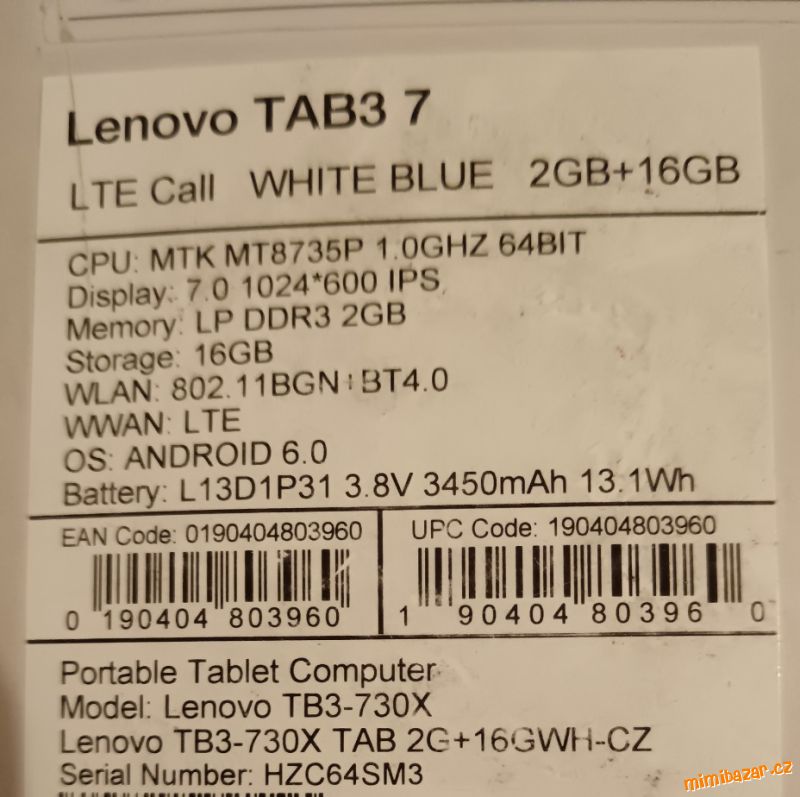 Lenovo TAB3 7
LTE Call WHITE BLUE 2GB+16GB
CPU: MTK MT8735P 1.0GHZ 64BIT
Display: 7.0 1024*600 IPS
Memory: LP DDR3 2GB
Storage: 16GB
WLAN: 802.11BGN+BT4.0
WWAN: LTE
OS: ANDROID 6.0
Battery: L13D1P31 3.8V 3450mAh 13.1Wh
EAN Code: 0190404803960
0 190404 803960
UPC Code: 190404803960
1 90404 80396 0
Portable Tablet Computer
Model: Lenovo TB3-730X
Lenovo TB3-730X TAB 2G+16GWH-CZ
Serial Number: HZC64SM3
mimibazar.cz